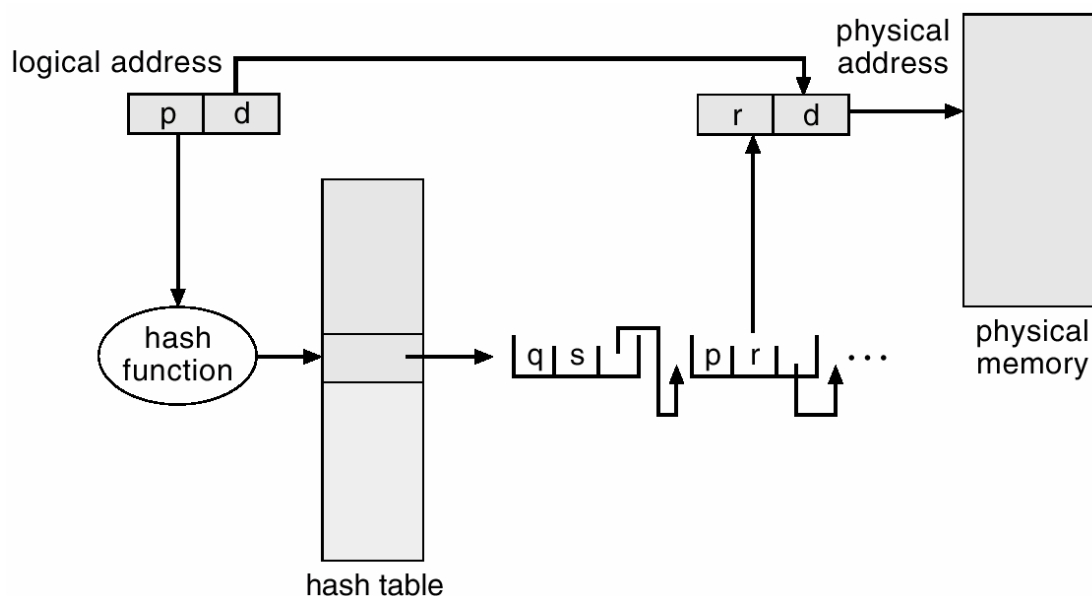 logical address
physical
address
p d
r d
hash
function
q s
p r
...
physical
memory
hash table